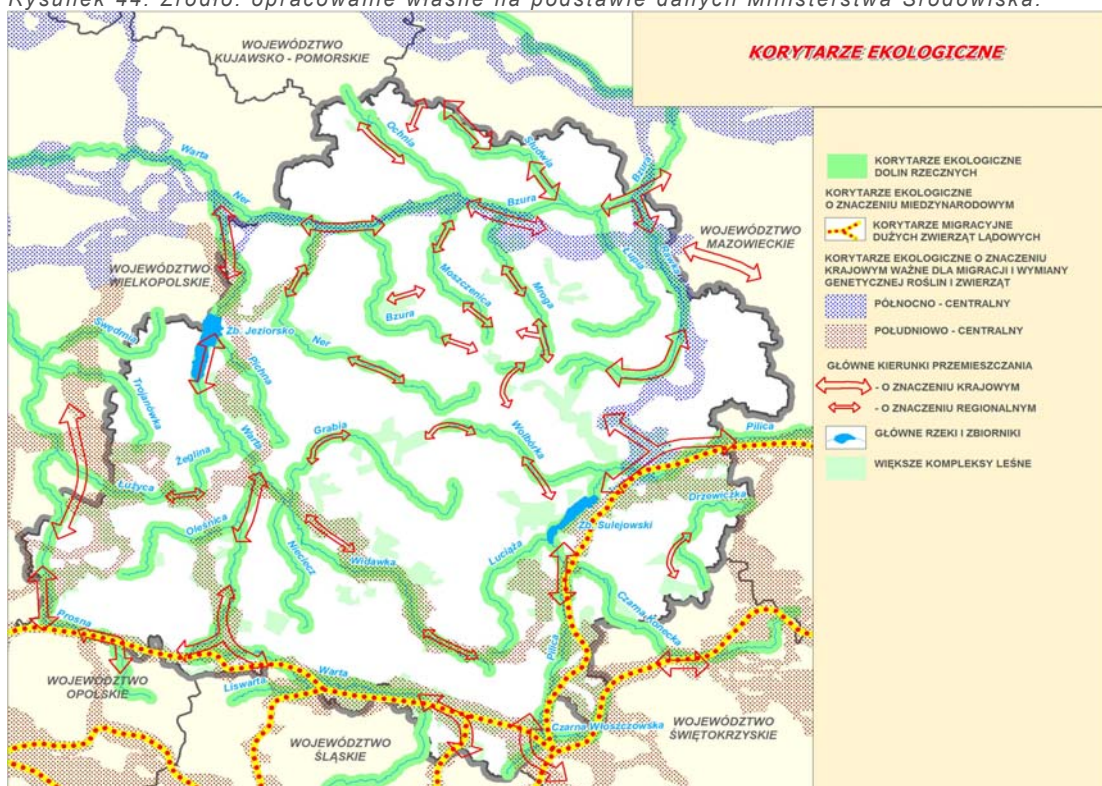 Rysunek 44. Źródło: opracowanie własne na podstawie danych Ministerstwa Środowiska.
KORYTARZE EKOLOGICZNE
WOJEWÓDZTWO
KUJAWSKO - POMORSKIE
Ochnia
Słudwia
Bzura
Warta
Ner
Bzura
WOJEWÓDZTWO
MAZOWIECKIE
WOJEWÓDZTWO
WIELKOPOLSKIE
Moszczenica
Mroga
Łupia
Rawka
Bzura
Swędrnia
Zb. Jeziorsko
Ner
Pichna
Trojanówka
Grabia
Wolbórka
Pilica
Warta
Żeglina
Łużyca
Oleśnica
Drzewiczka
Zb. Sulejowski
Nieciecz
Widawka
Luciąża
Czarna Konecka
Prosna
Pilica
Warta
Liswarta
WOJEWÓDZTWO
OPOLSKIE
Czarna Włoszczowska
WOJEWÓDZTWO
ŚLĄSKIE
WOJEWÓDZTWO
ŚWIĘTOKRZYSKIE
KORYTARZE EKOLOGICZNE
DOLIN RZECZNYCH
KORYTARZE EKOLOGICZNE
O ZNACZENIU MIEDZYNARODOWYM
KORYTARZE MIGRACYJNE
DUŻYCH ZWIERZĄT LĄDOWYCH
KORYTARZE EKOLOGICZNE O ZNACZENIU
KRAJOWYM WAŻNE DLA MIGRACJI I WYMIANY
GENETYCZNEJ ROŚLIN I ZWIERZĄT
PÓŁNOCNO - CENTRALNY
POŁUDNIOWO - CENTRALNY
GŁÓWNE KIERUNKI PRZEMIESZCZANIA
- O ZNACZENIU KRAJOWYM
- O ZNACZENIU REGIONALNYM
GŁÓWNE RZEKI I ZBIORNIKI
WIĘKSZE KOMPLEKSY LEŚNE